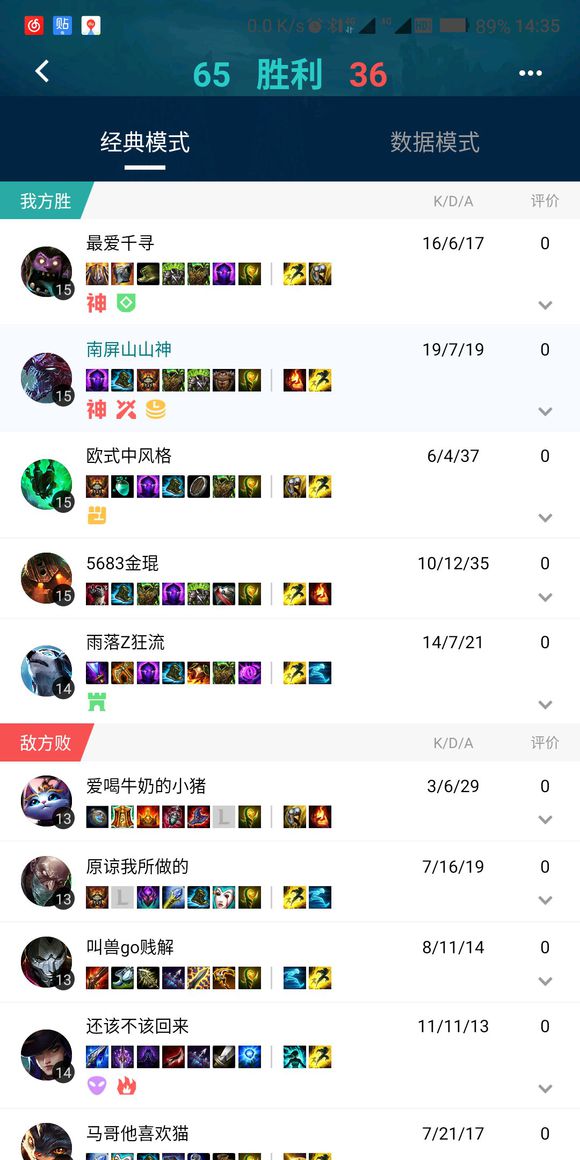 贴 0.0 K/s 4G 4G HD 89% 14:35
65 胜利 36
经典模式 数据模式
我方胜 K/D/A 评价
最爱千寻 16/6/17 0
15
神
南屏山山神 19/7/19 0
15
神
欧式中风格 6/4/37 0
15
5683金琨 10/12/35 0
15
雨落Z狂流 14/7/21 0
14
敌方败 K/D/A 评价
爱喝牛奶的小猪 3/6/29 0
13 L
原谅我所做的 7/16/19 0
13 L
叫兽go贱解 8/11/14 0
13
还该不该回来 11/11/13 0
14
马哥他喜欢猫 7/21/17 0